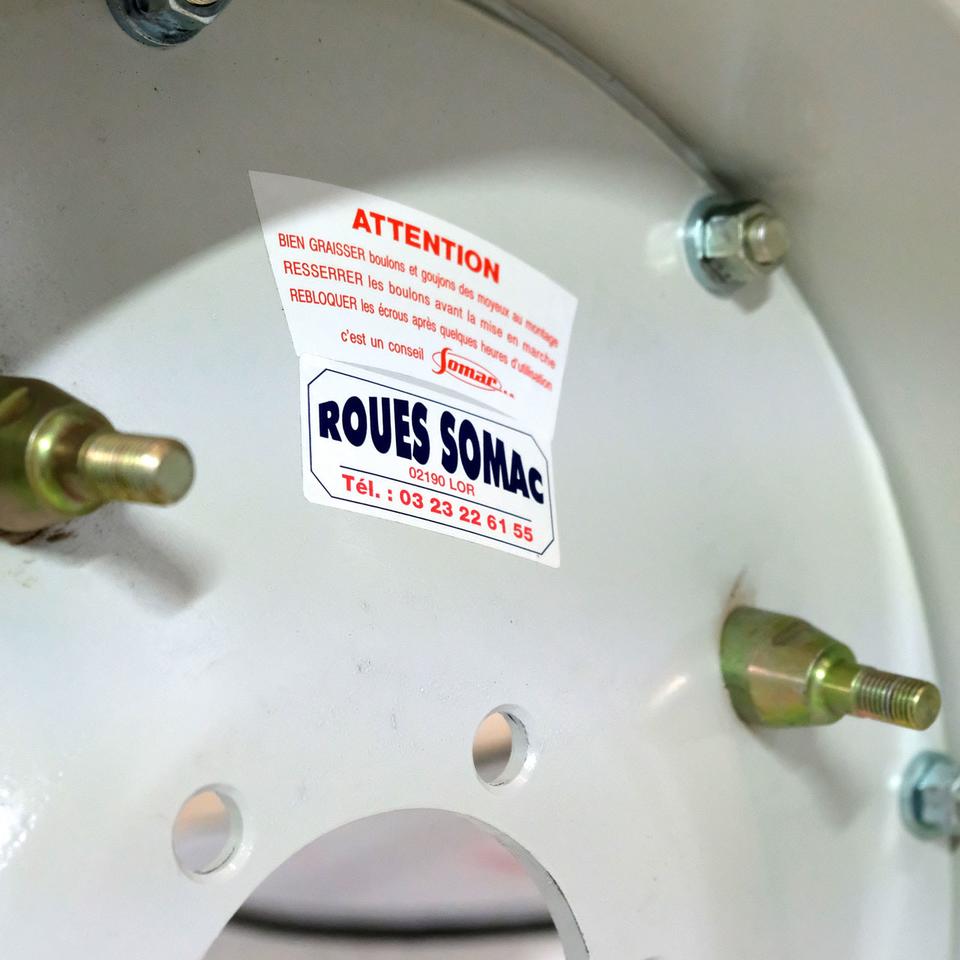 ATTENTION
BIEN GRAISSER boulons et goujons des moyeux au montage
RESSERRER les boulons avant la mise en marche
REBLOQUER les écrous après quelques heures d'utilisation
c'est un conseil Somac...
ROUES SOMAC
02190 LOR
Tél. : 03 23 22 61 55